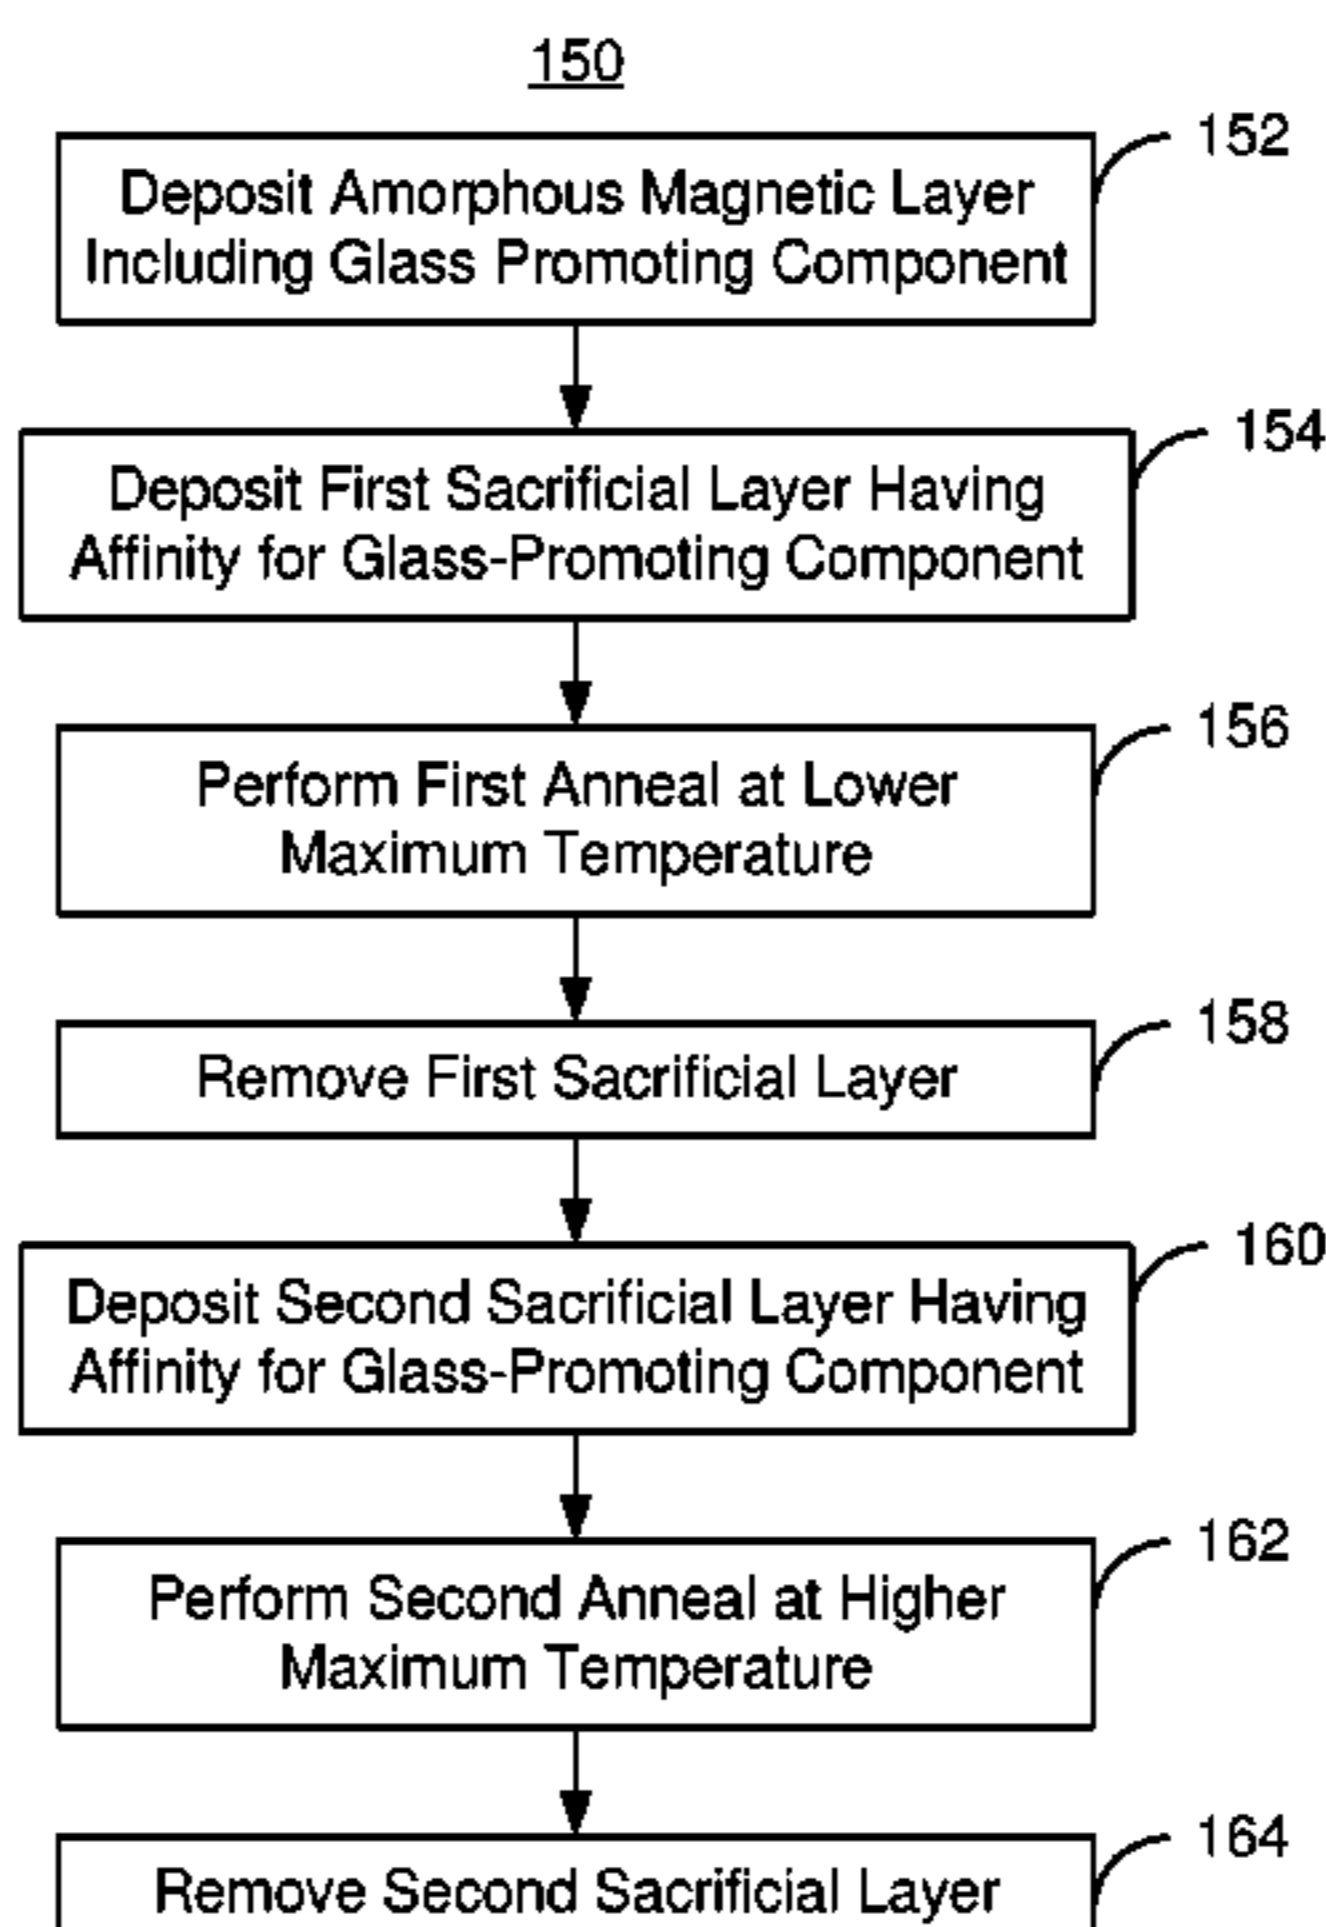 150
152
Deposit Amorphous Magnetic Layer
Including Glass Promoting Component
154
Deposit First Sacrificial Layer Having
Affinity for Glass-Promoting Component
156
Perform First Anneal at Lower
Maximum Temperature
158
Remove First Sacrificial Layer
160
Deposit Second Sacrificial Layer Having
Affinity for Glass-Promoting Component
162
Perform Second Anneal at Higher
Maximum Temperature
164
Remove Second Sacrificial Layer